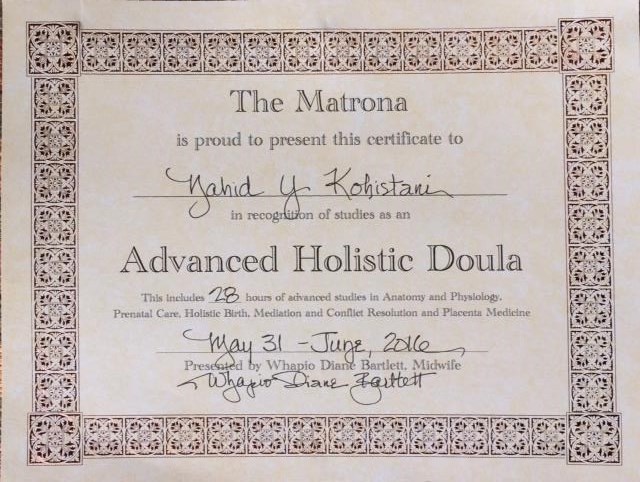 The Matrona
is proud to present this certificate to
Nahid Y Kohistani
in recognition of studies as an
Advanced Holistic Doula
This includes 28 hours of advanced studies in Anatomy and Physiology,
Prenatal Care, Holistic Birth, Mediation and Conflict Resolution and Placenta Medicine
May 31 - June, 2016
Presented by Whapio Diane Bartlett, Midwife
Whapio Diane Bartlett